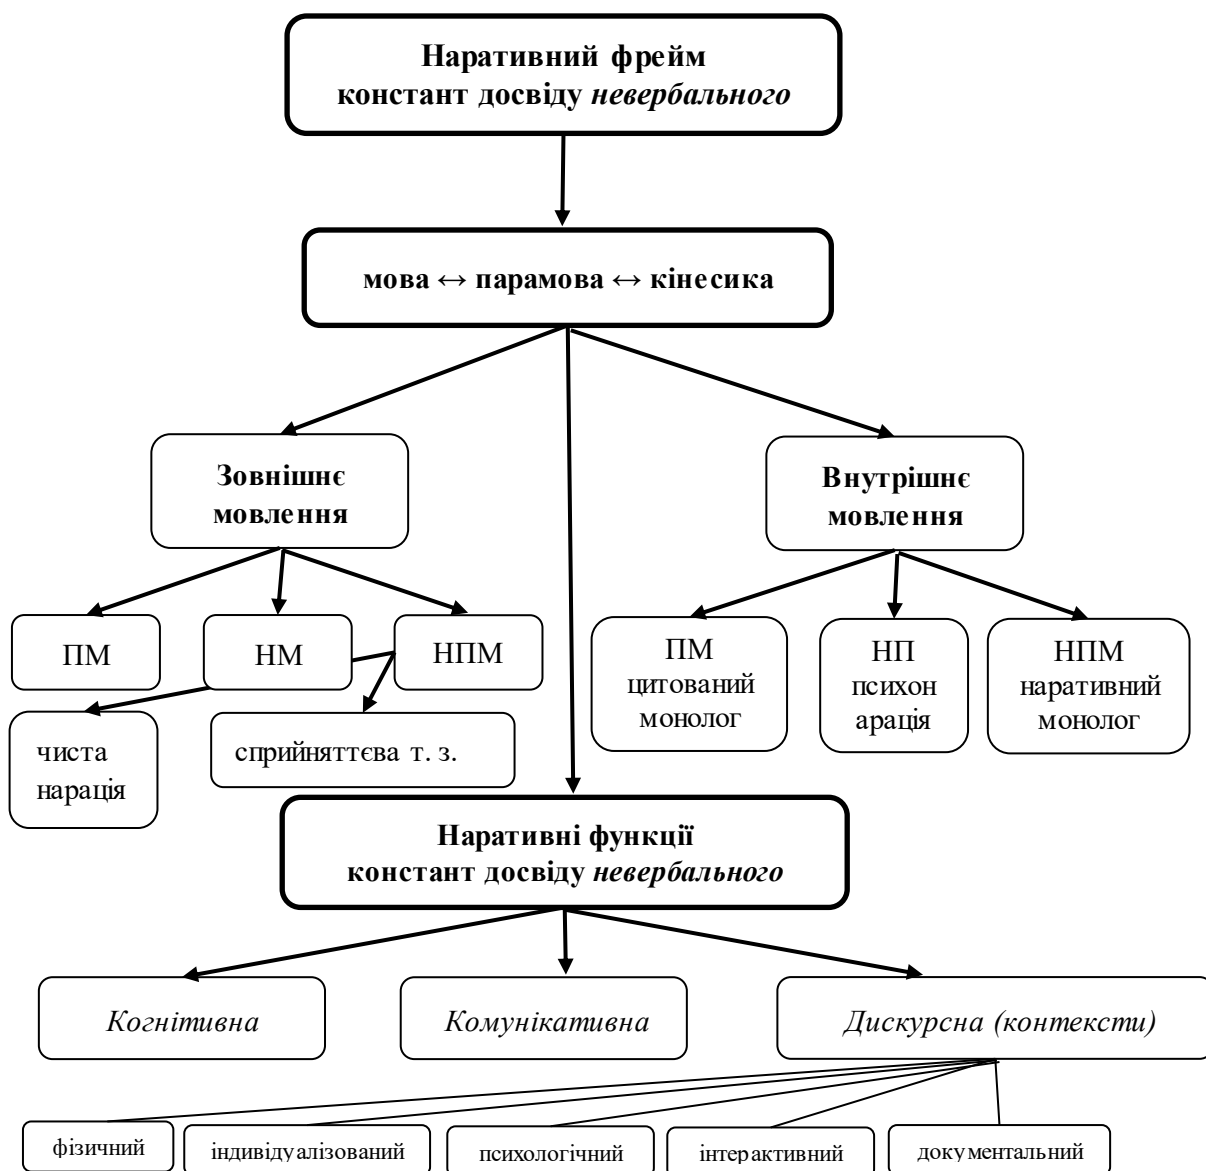 Наративний фрейм
констант досвіду невербального
мова ↔ парамова ↔ кінесика
Зовнішнє
мовлення
Внутрішнє
мовлення
ПМ
НМ
НПМ
ПМ
цитований
монолог
НП
психон
арація
НПМ
наративний
монолог
чиста
нарація
сприйняттєва т. з.
Наративні функції
констант досвіду невербального
Когнітивна
Комунікативна
Дискурсна (контексти)
фізичний
індивідуалізований
психологічний
інтерактивний
документальний